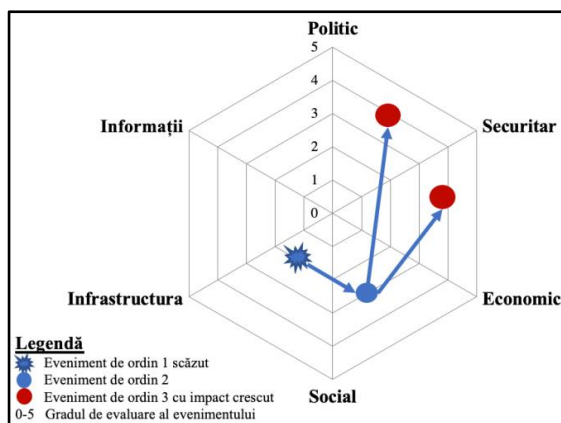 Politic
5
4
Informații
Securitar
3
2
1
0
Infrastructura
Economic
Legendă
Eveniment de ordin 1 scăzut
Eveniment de ordin 2
Eveniment de ordin 3 cu impact crescut
Social
0-5 Gradul de evaluare al evenimentului